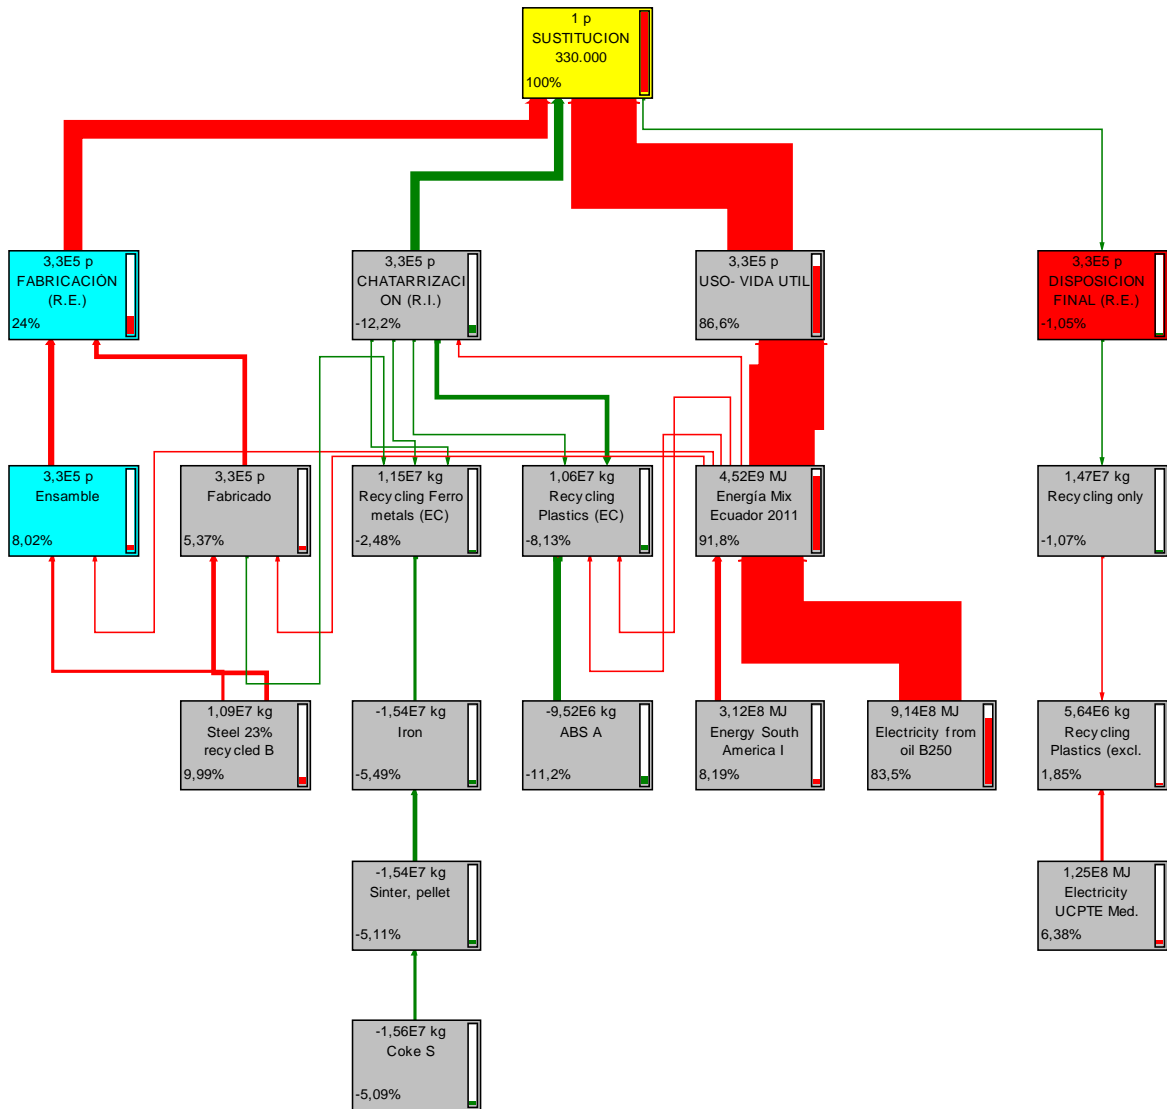 1 p
SUSTITUCION
330.000
100%
3,3E5 p
FABRICACIÓN
(R.E.)
24%
3,3E5 p
CHATARRIZACI
ON (R.I.)
-12,2%
3,3E5 p
USO- VIDA UTIL
86,6%
3,3E5 p
DISPOSICION
FINAL (R.E.)
-1,05%
3,3E5 p
Ensamble
8,02%
3,3E5 p
Fabricado
5,37%
1,15E7 kg
Recycling Ferro
metals (EC)
-2,48%
1,06E7 kg
Recycling
Plastics (EC)
-8,13%
4,52E9 MJ
Energía Mix
Ecuador 2011
91,8%
1,47E7 kg
Recycling only
-1,07%
1,09E7 kg
Steel 23%
recycled B
9,99%
-1,54E7 kg
Iron
-5,49%
-9,52E6 kg
ABS A
-11,2%
3,12E8 MJ
Energy South
America I
8,19%
9,14E8 MJ
Electricity from
oil B250
83,5%
5,64E6 kg
Recycling
Plastics (excl.
1,85%
-1,54E7 kg
Sinter, pellet
-5,11%
1,25E8 MJ
Electricity
UCPTE Med.
6,38%
-1,56E7 kg
Coke S
-5,09%